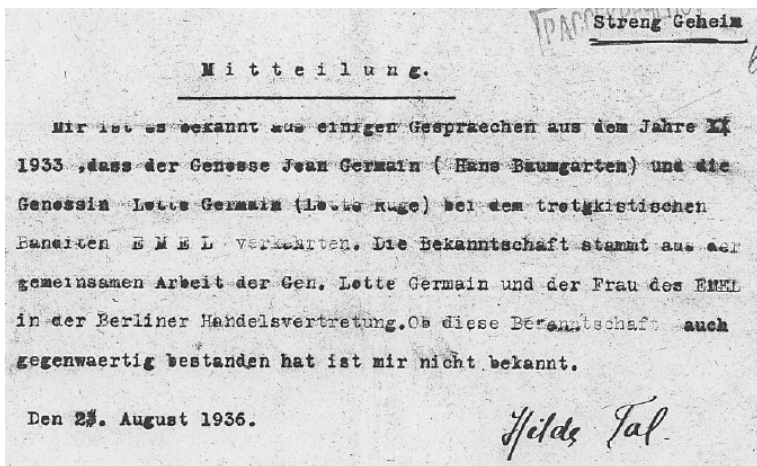 Streng Geheim
Mitteilung.
Mir ist es bekannt aus einigen Gespraechen aus dem Jahre XX
1933 ,dass der Genosse Jean Germain ( Hans Baumgarten) und die
Genossin Lotte Germain (Lotte Ruge) bei dem trotzkistischen
Banditen E M E L verkehrten. Die Bekanntschaft stammt aus der
gemeinsamen Arbeit der Gen. Lotte Germain und der Frau des EMEL
in der Berliner Handelsvertretung.Ob diese Bekanntschaft auch
gegenwaertig bestanden hat ist mir nicht bekannt.
Den August 1936.
Hilde Tal.